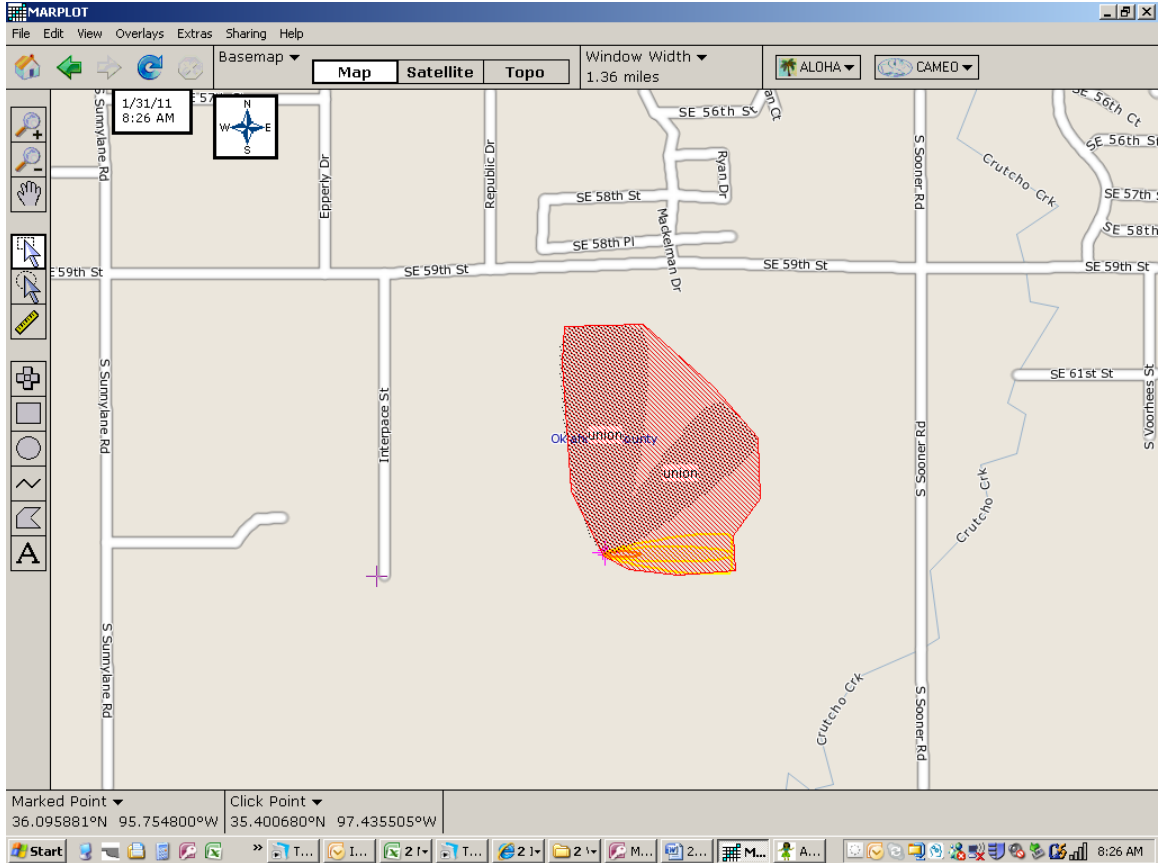 MARPLOT
File Edit View Overlays Extras Sharing Help
Basemap
Map Satellite Topo
Window Width
1.36 miles
ALOHA
CAMEO
1/31/11
8:26 AM
N
W E
S
SE 56th St
SE 56th Ct
SE 56th St
S Sunnylane Rd
Epperly Dr
Republic Dr
Ryan Dr
S Sooner Rd
Crutcho Crk
SE 57th
SE 58th St
SE 58th
SE 58th Pl
Mackelman Dr
E 59th St
SE 59th St
SE 59th St
SE 59th St
S Sunnylane Rd
Interpace St
SE 61st St
S Voorhees St
union
union
S Sooner Rd
Crutcho Crk
S Sunnylane Rd
Crutcho Crk
S Sooner Rd
Marked Point
36.095881°N 95.754800°W
Click Point
35.400680°N 97.435505°W
Start
» T...
I...
T...
M...
2...
M...
A...
8:26 AM